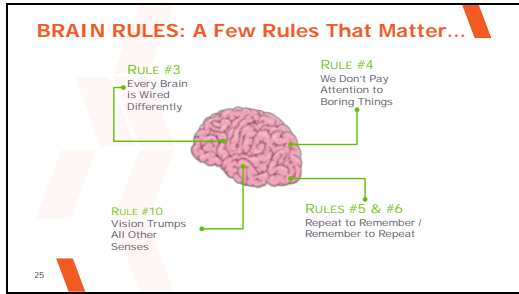 BRAIN RULES: A Few Rules That Matter...
RULE #3
Every Brain
is Wired
Differently
RULE #4
We Don't Pay
Attention to
Boring Things
RULE #10
Vision Trumps
All Other
Senses
RULES #5 & #6
Repeat to Remember /
Remember to Repeat
25